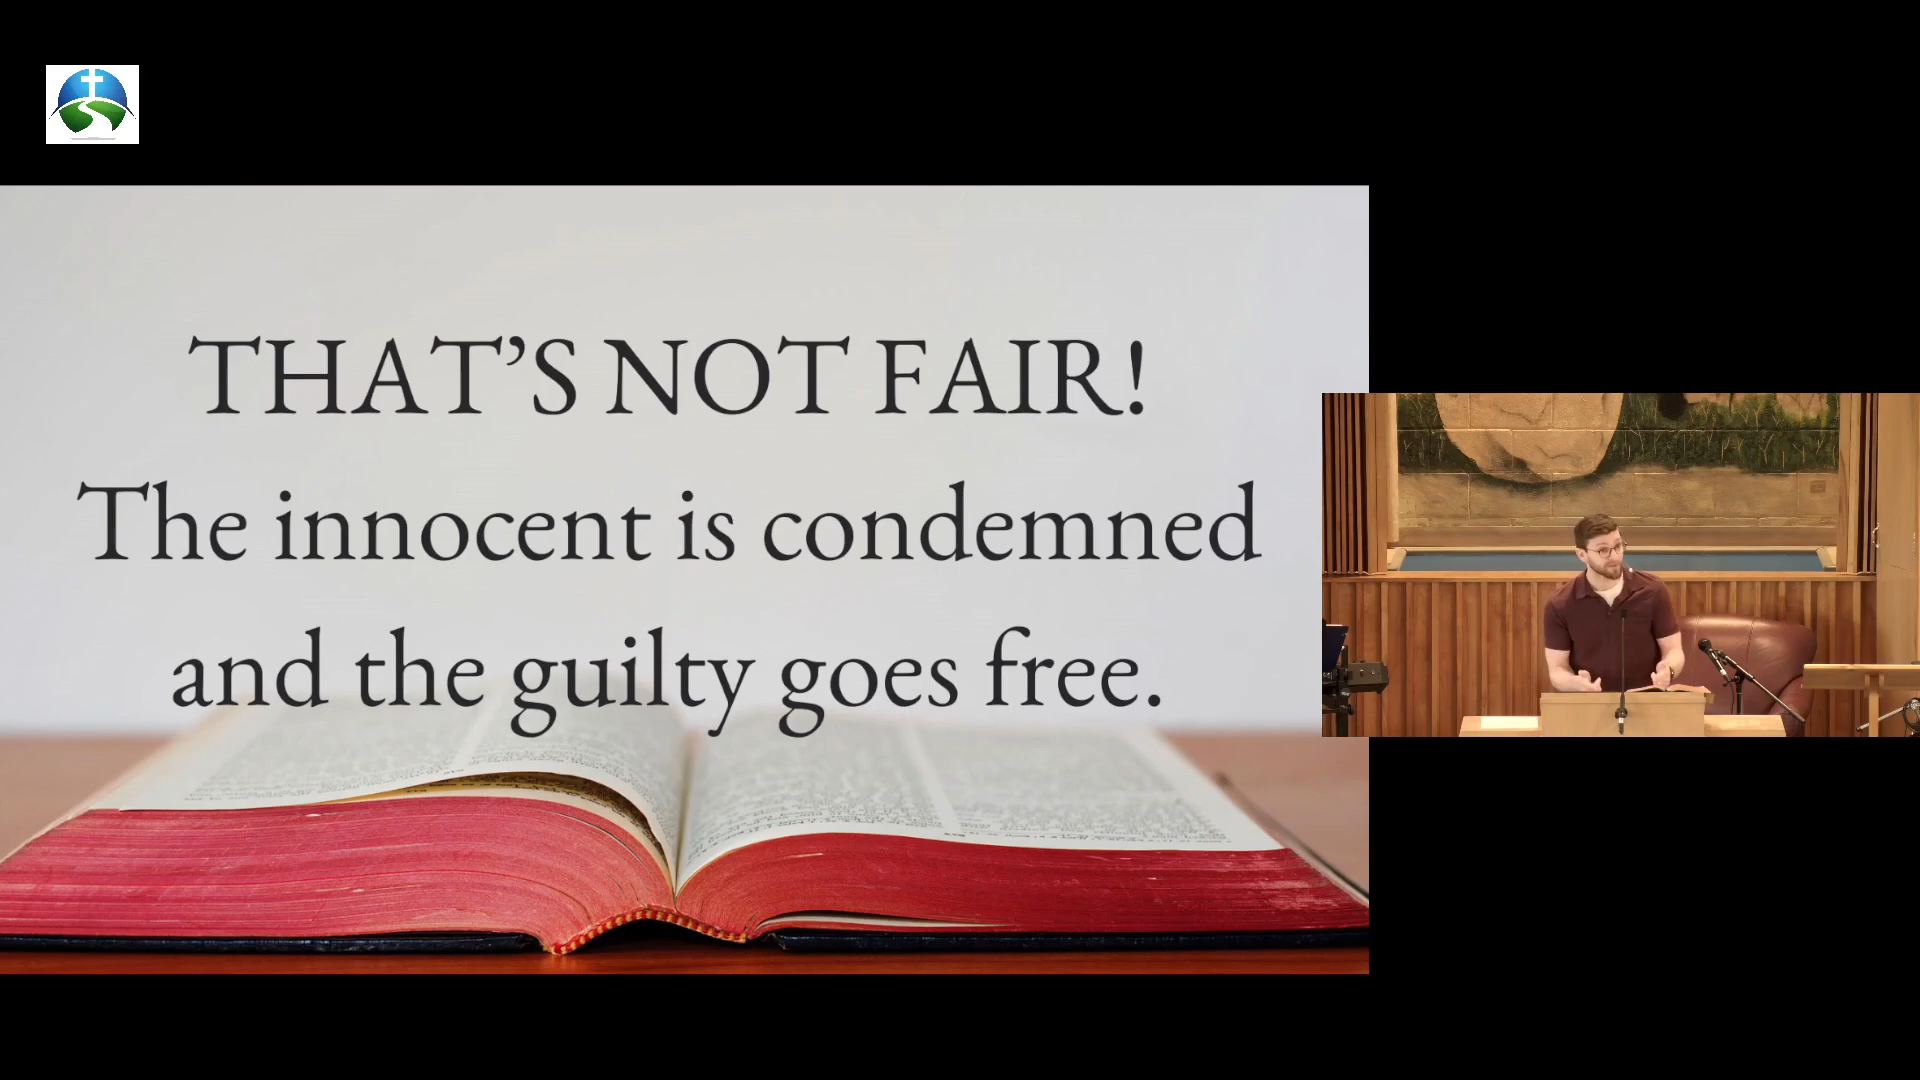 THAT’S NOT FAIR!
The innocent is condemned
and the guilty goes free.